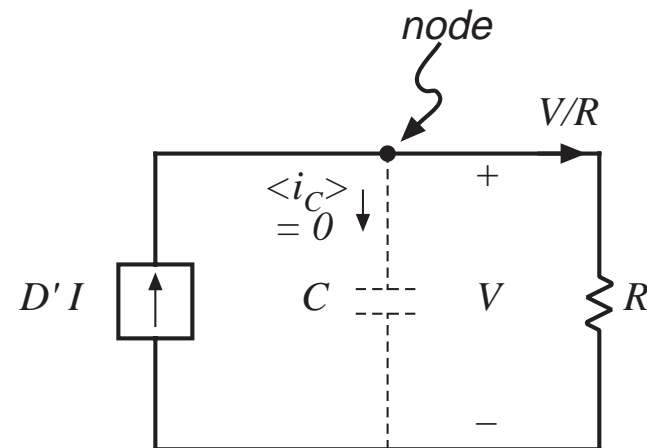 node
V/R
<i_C>
= 0
+
D' I
C
V
R
–